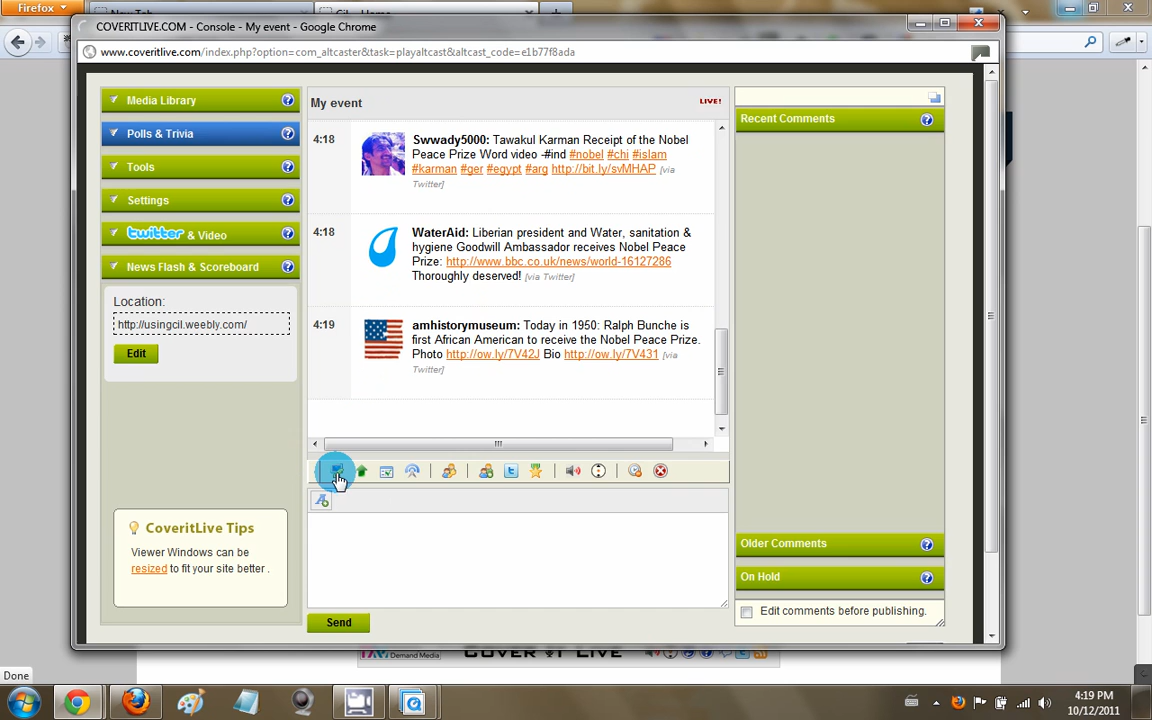 Firefox
New Tab
COVERITLIVE.COM - Console - My event - Google Chrome
www.coveritlive.com/index.php?option=com_altcaster&task=playaltcast&altcast_code=e1b77f8ada
Media Library
Polls & Trivia
Tools
Settings
twitter & Video
News Flash & Scoreboard
Location:
http://usingcil.weebly.com/
Edit
CoveritLive Tips
Viewer Windows can be
resized to fit your site better .
My event
LIVE!
4:18
Swwady5000: Tawakul Karman Receipt of the Nobel
Peace Prize Word video -#ind #nobel #chi #islam
#karman #ger #egypt #arg http://bit.ly/svMHAP [via
Twitter]
4:18
WaterAid: Liberian president and Water, sanitation &
hygiene Goodwill Ambassador receives Nobel Peace
Prize: http://www.bbc.co.uk/news/world-16127286
Thoroughly deserved! [via Twitter]
4:19
amhistorymuseum: Today in 1950: Ralph Bunche is
first African American to receive the Nobel Peace Prize.
Photo http://ow.ly/7V42J Bio http://ow.ly/7V431 [via
Twitter]
Send
Recent Comments
Older Comments
On Hold
Edit comments before publishing.
Demand Media
COVER IT LIVE
Done
4:19 PM
10/12/2011